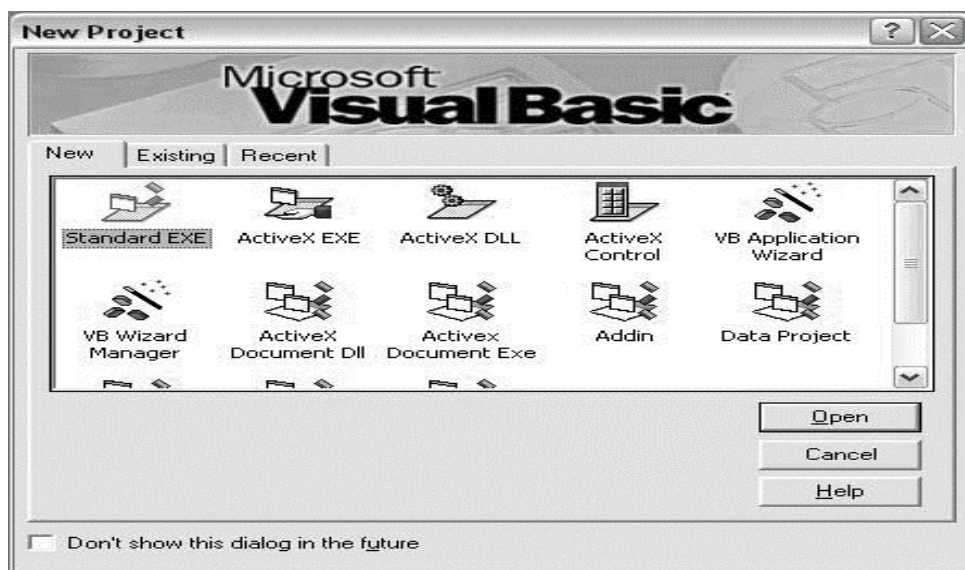 New Project
Microsoft
Visual Basic
New Existing Recent
Standard EXE ActiveX EXE ActiveX DLL ActiveX Control VB Application Wizard
VB Wizard Manager ActiveX Document Dll Activex Document Exe Addin Data Project
Open
Cancel
Help
Don't show this dialog in the future